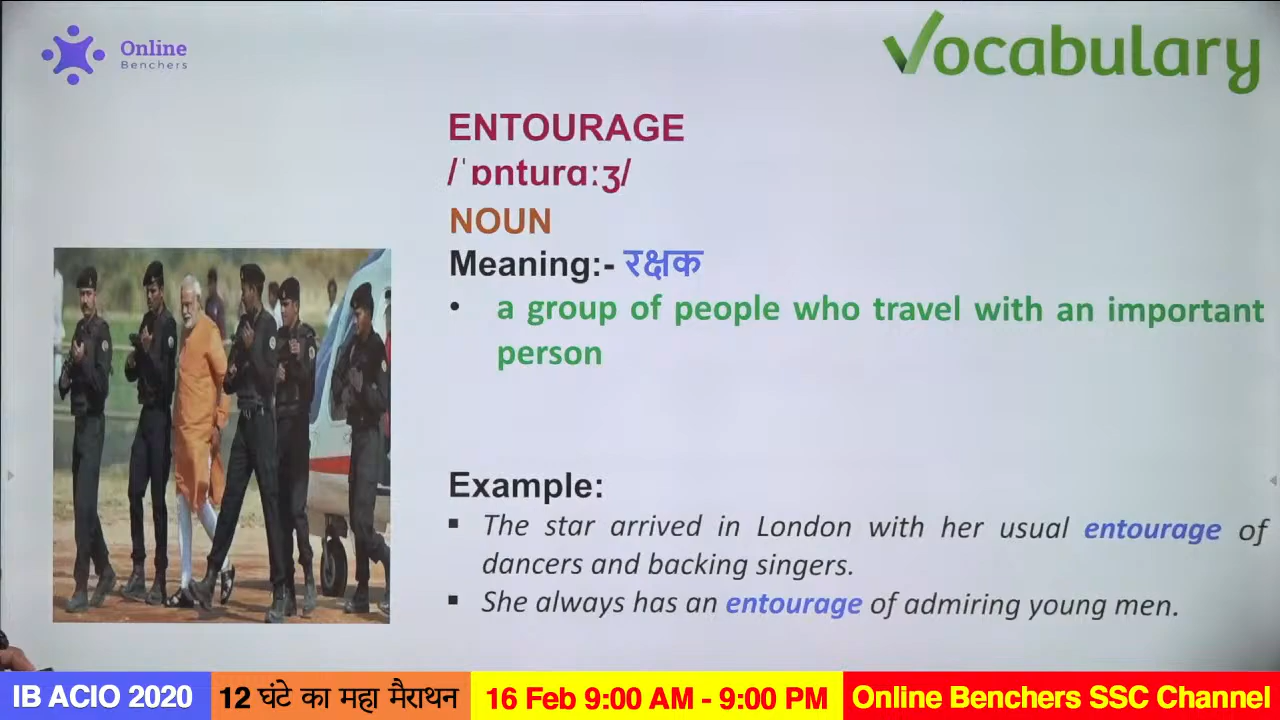 Online
Benchers
Vocabulary
ENTOURAGE
/ˈɒnturɑːʒ/
NOUN
Meaning:- रक्षक
• a group of people who travel with an important
person
Example:
▪ The star arrived in London with her usual entourage of
dancers and backing singers.
▪ She always has an entourage of admiring young men.
IB ACIO 2020
12 घंटे का महा मैराथन
16 Feb 9:00 AM - 9:00 PM
Online Benchers SSC Channel